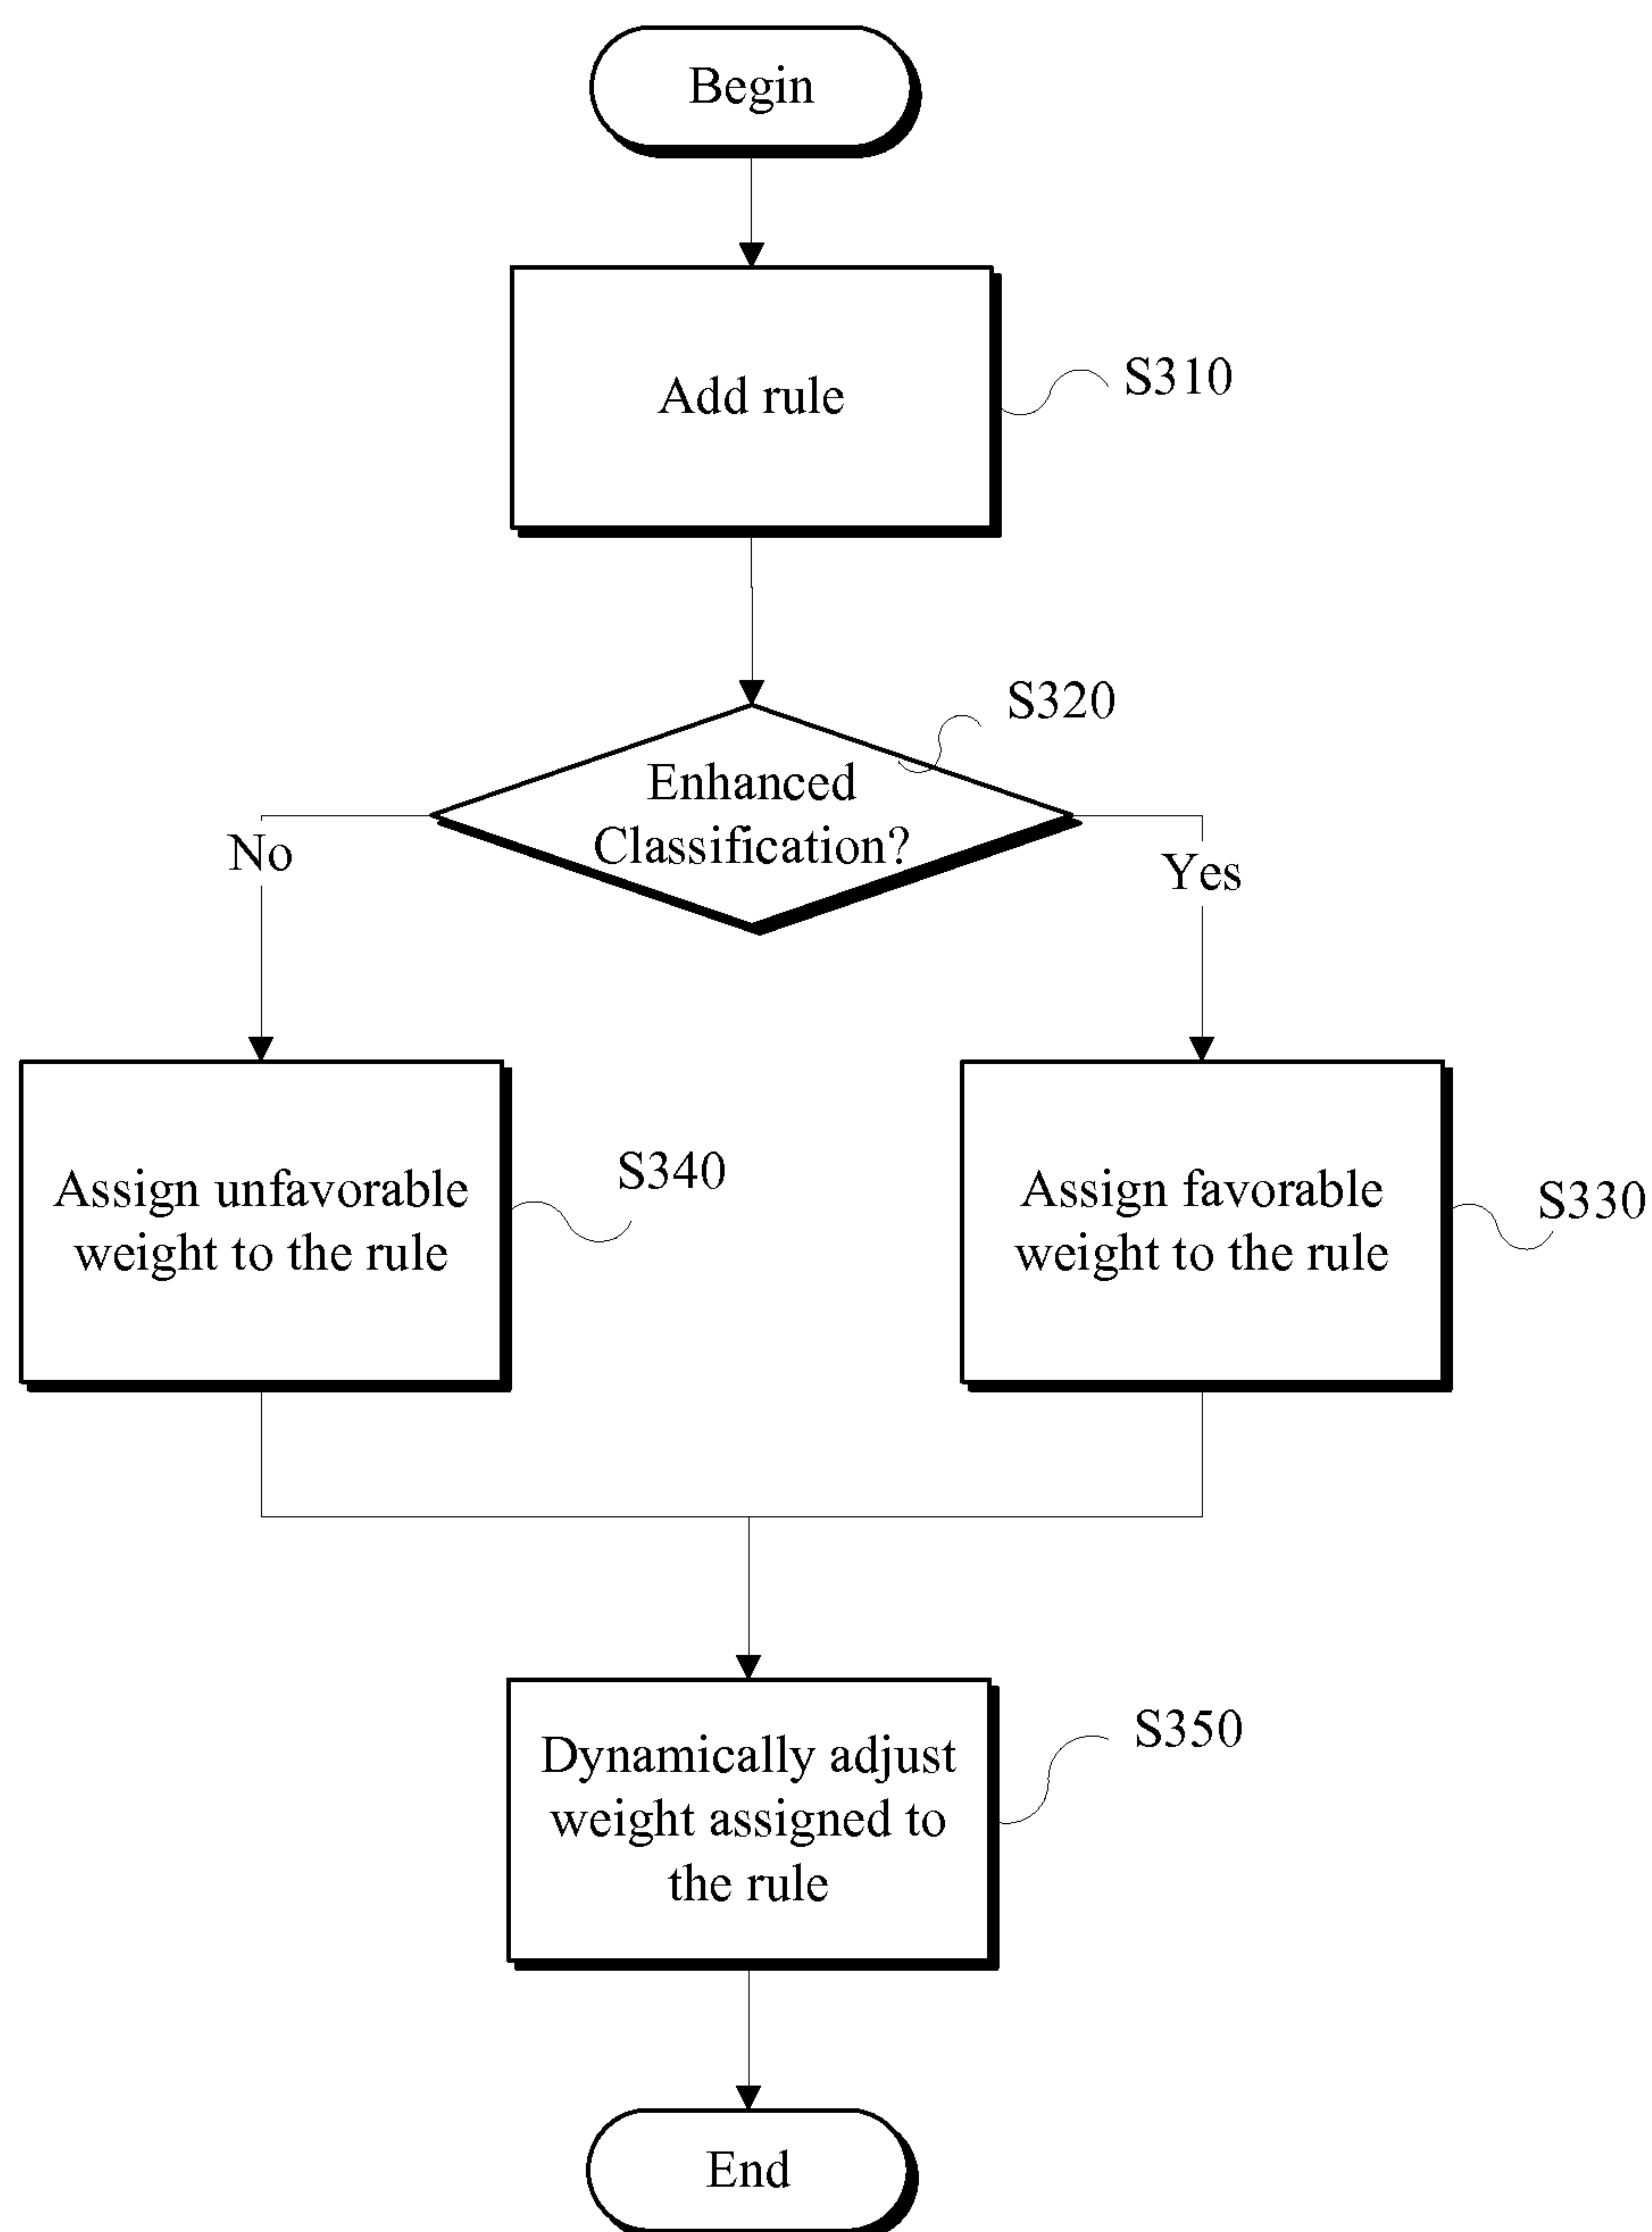 Begin
Add rule
S310
S320
Enhanced
Classification?
No
Yes
Assign unfavorable
weight to the rule
S340
Assign favorable
weight to the rule
S330
Dynamically adjust
weight assigned to
the rule
S350
End